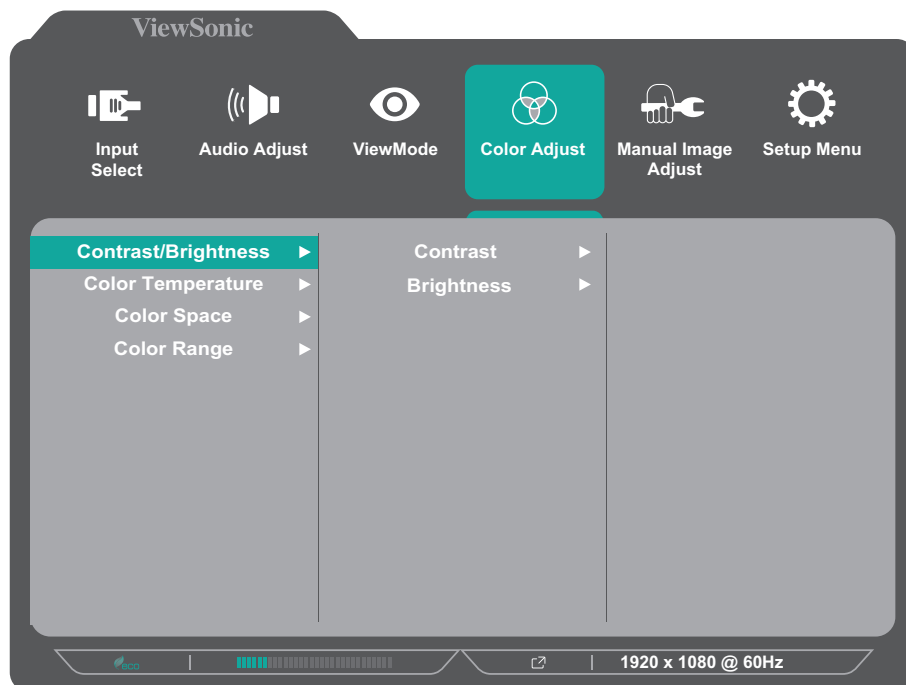 ViewSonic
Input
Select
Audio Adjust
ViewMode
Color Adjust
Manual Image
Adjust
Setup Menu
Contrast/Brightness
Color Temperature
Color Space
Color Range
Contrast
Brightness
eco
1920 x 1080 @ 60Hz